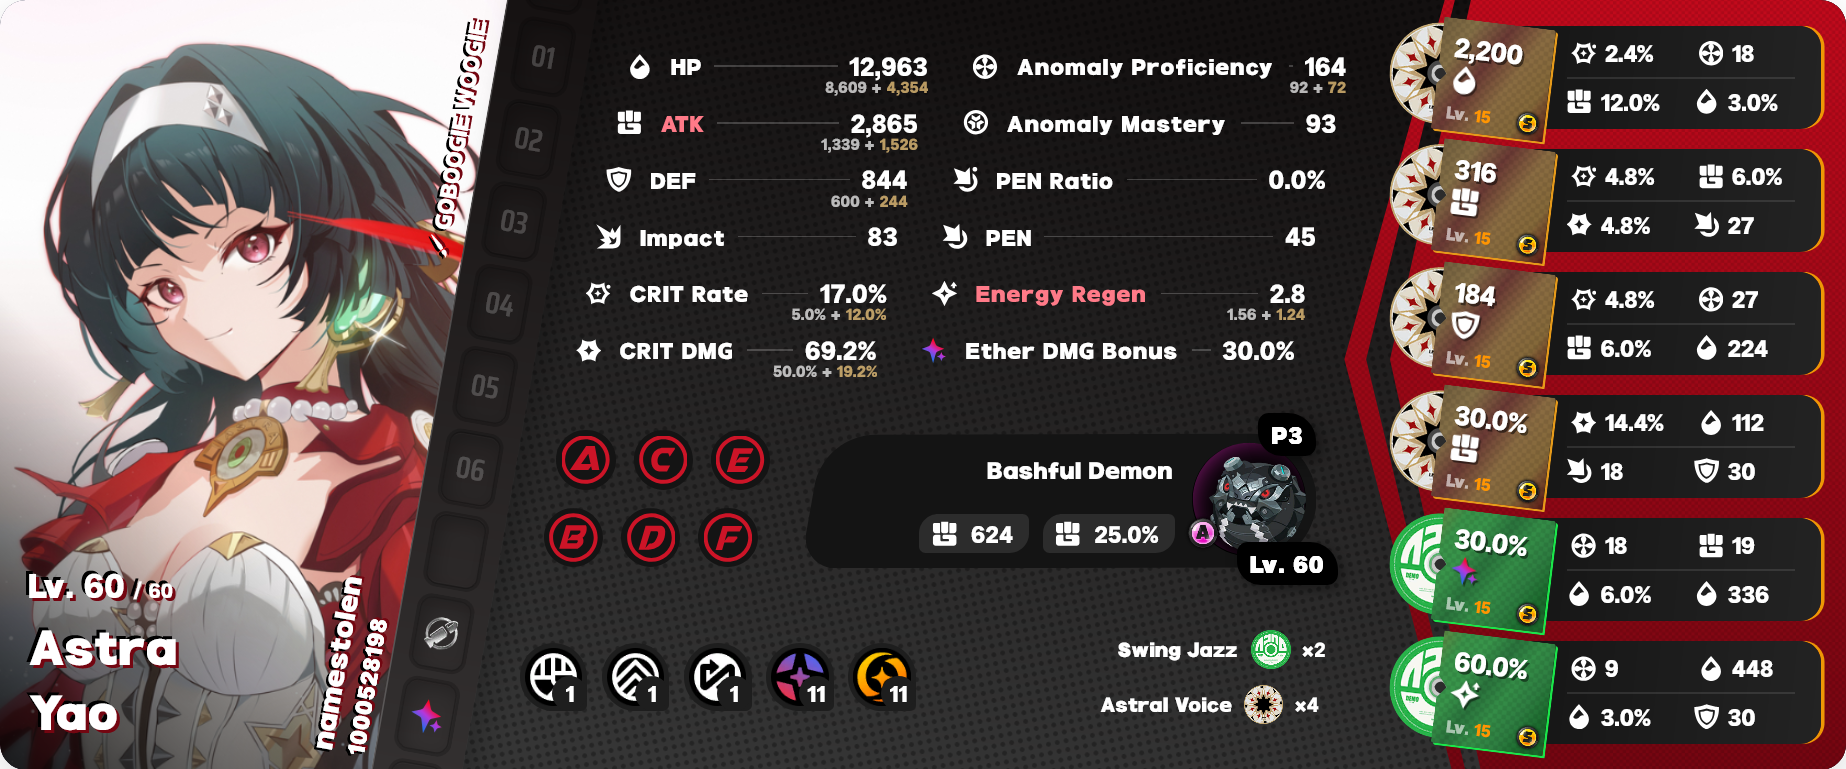 GOBOOGIE WOOGIE
Lv. 60 / 60
Astra
Yao
namestolen
1000528198
01
02
03
04
05
06
HP 12,963
8,609 + 4,354
ATK 2,865
1,339 + 1,526
DEF 844
600 + 244
Impact 83
CRIT Rate 17.0%
5.0% + 12.0%
CRIT DMG 69.2%
50.0% + 19.2%
Anomaly Proficiency 164
92 + 72
Anomaly Mastery 93
PEN Ratio 0.0%
PEN 45
Energy Regen 2.8
1.56 + 1.24
Ether DMG Bonus 30.0%
A C E
B D F
P3
Bashful Demon
624 25.0%
A
Lv. 60
1 1 1 11 11
Swing Jazz ×2
Astral Voice ×4
2,200
Lv. 15 S
2.4% 18
12.0% 3.0%
316
Lv. 15 S
4.8% 6.0%
4.8% 27
184
Lv. 15 S
4.8% 27
6.0% 224
30.0%
Lv. 15 S
14.4% 112
18 30
30.0%
Lv. 15 S
18 19
6.0% 336
60.0%
Lv. 15 S
9 448
3.0% 30